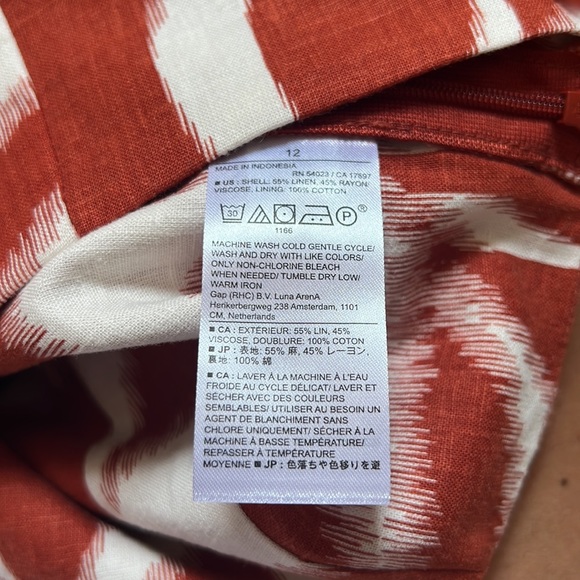 12
MADE IN INDONESIA
RN 54023 / CA 17897
■ US : SHELL: 55% LINEN, 45% RAYON/
VISCOSE, LINING: 100% COTTON
30 P ®
1166
MACHINE WASH COLD GENTLE CYCLE/
WASH AND DRY WITH LIKE COLORS/
ONLY NON-CHLORINE BLEACH
WHEN NEEDED/ TUMBLE DRY LOW/
WARM IRON
Gap (RHC) B.V. Luna ArenA
Herikerbergweg 238 Amsterdam, 1101
CM, Netherlands
■ CA : EXTÉRIEUR: 55% LIN, 45%
VISCOSE, DOUBLURE: 100% COTON
■ JP : 表地: 55% 麻, 45% レーヨン,
裏地: 100% 綿
■ CA : LAVER À LA MACHINE À L'EAU
FROIDE AU CYCLE DÉLICAT/ LAVER ET
SÉCHER AVEC DES COULEURS
SEMBLABLES/ UTILISER AU BESOIN UN
AGENT DE BLANCHIMENT SANS
CHLORE UNIQUEMENT/ SÉCHER À LA
MACHINE À BASSE TEMPÉRATURE/
REPASSER À TEMPÉRATURE
MOYENNE ■ JP : 色落ちや色移りを避